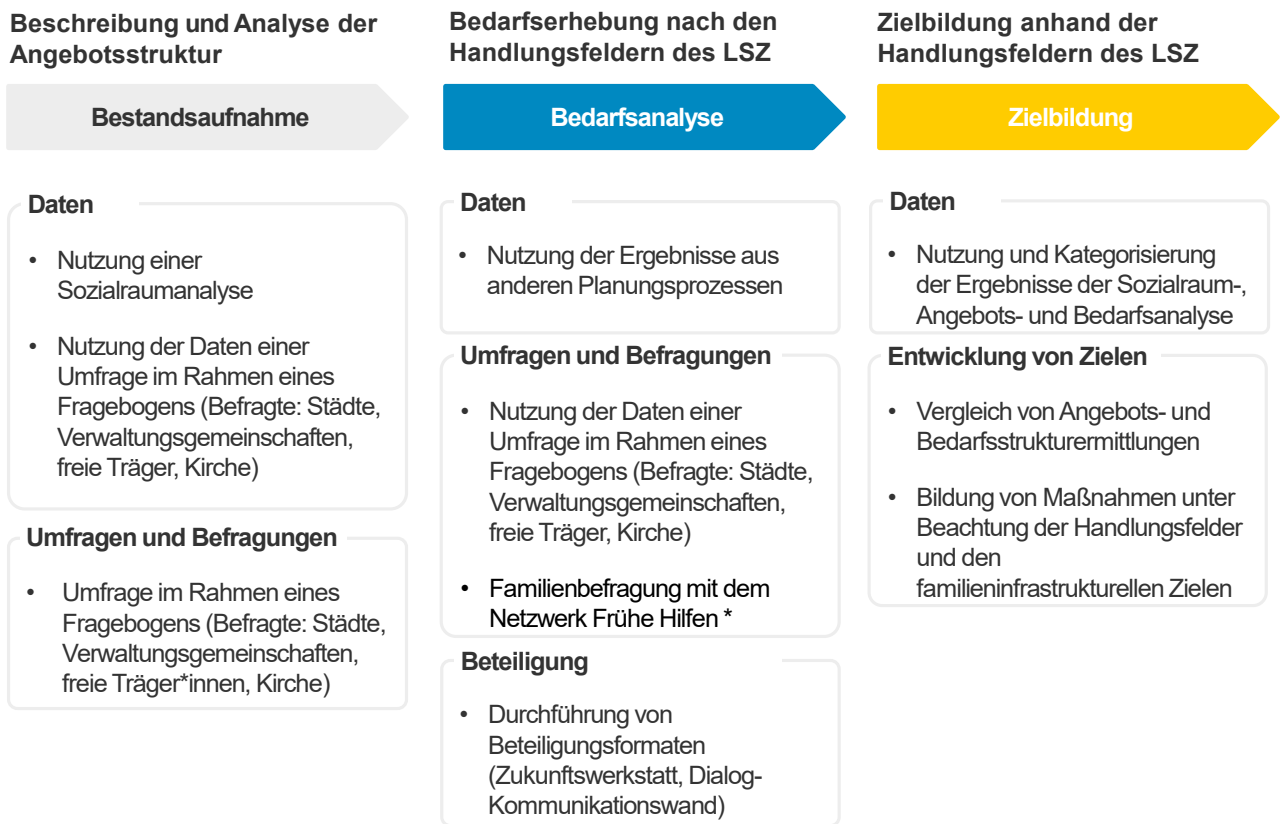 Beschreibung und Analyse der
Angebotsstruktur
Bestandsaufnahme
Daten
• Nutzung einer
Sozialraumanalyse
• Nutzung der Daten einer
Umfrage im Rahmen eines
Fragebogens (Befragte: Städte,
Verwaltungsgemeinschaften,
freie Träger, Kirche)
Umfragen und Befragungen
• Umfrage im Rahmen eines
Fragebogens (Befragte: Städte,
Verwaltungsgemeinschaften,
freie Träger*innen, Kirche)
Bedarfserhebung nach den
Handlungsfeldern des LSZ
Bedarfsanalyse
Daten
• Nutzung der Ergebnisse aus
anderen Planungsprozessen
Umfragen und Befragungen
• Nutzung der Daten einer
Umfrage im Rahmen eines
Fragebogens (Befragte: Städte,
Verwaltungsgemeinschaften,
freie Träger, Kirche)
• Familienbefragung mit dem
Netzwerk Frühe Hilfen *
Beteiligung
• Durchführung von
Beteiligungsformaten
(Zukunftswerkstatt, Dialog-
Kommunikationswand)
Zielbildung anhand der
Handlungsfeldern des LSZ
Zielbildung
Daten
• Nutzung und Kategorisierung
der Ergebnisse der Sozialraum-,
Angebots- und Bedarfsanalyse
Entwicklung von Zielen
• Vergleich von Angebots- und
Bedarfsstrukturermittlungen
• Bildung von Maßnahmen unter
Beachtung der Handlungsfelder
und den
familieninfrastrukturellen Zielen